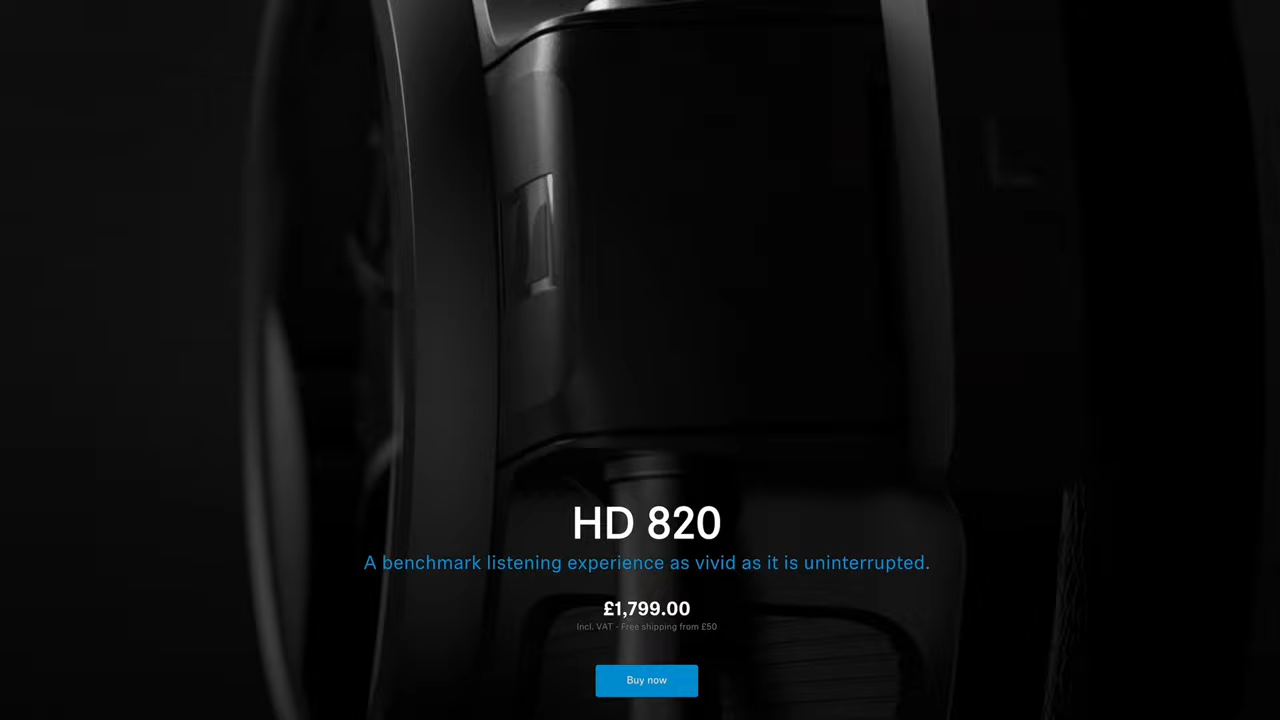 HD 820
A benchmark listening experience as vivid as it is uninterrupted.
£1,799.00
Incl. VAT - Free shipping from £50
Buy now